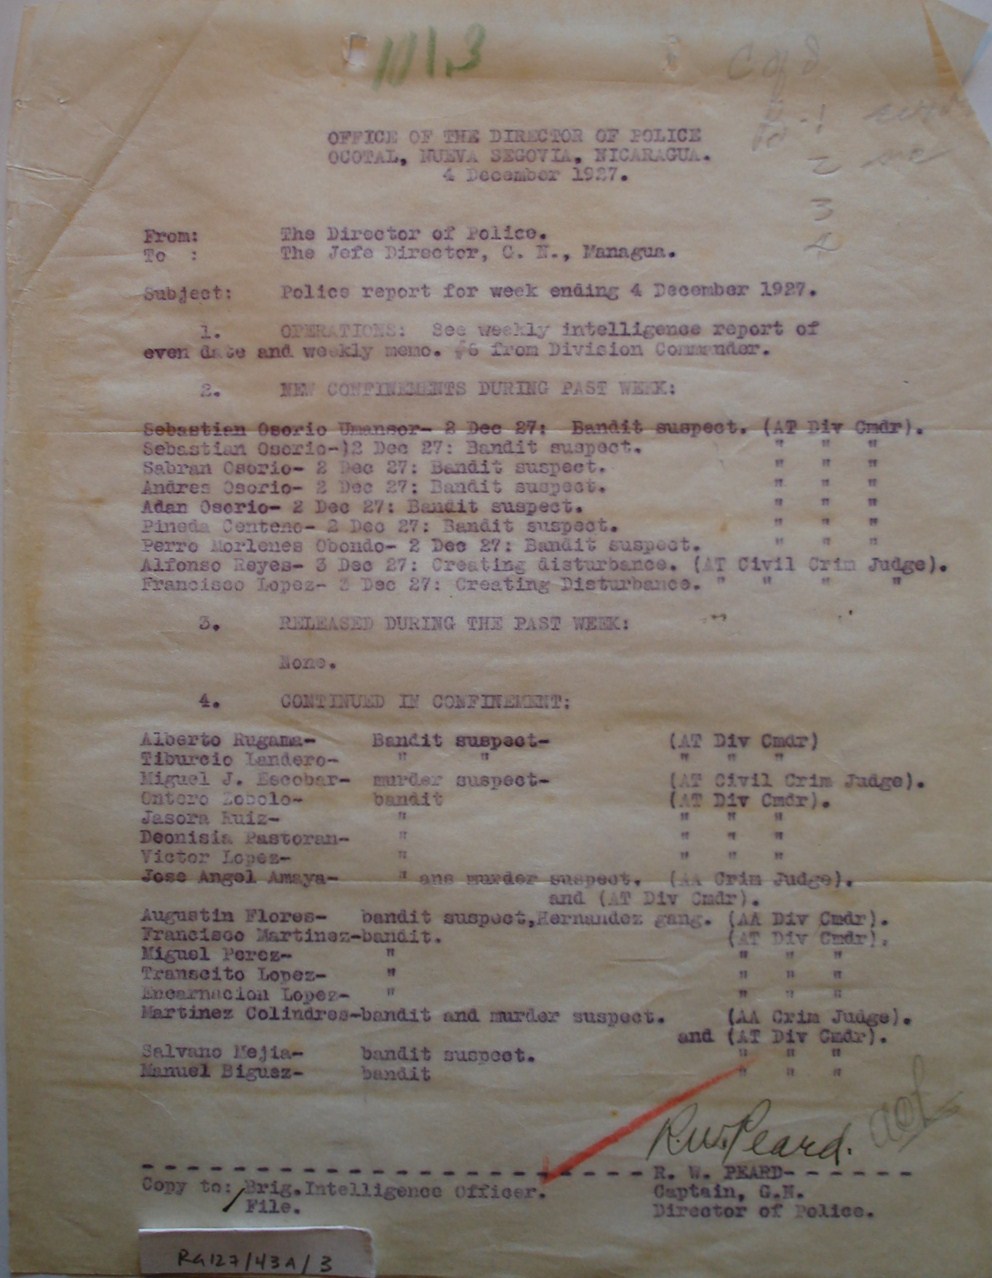 101.3
OFFICE OF THE DIRECTOR OF POLICE
OCOTAL, NUEVA SEGOVIA, NICARAGUA.
4 December 1927.
1
2
3
4
From: The Director of Police.
To : The Jefe Director, G. N., Managua.
Subject: Police report for week ending 4 December 1927.
1. OPERATIONS: See weekly intelligence report of
even date and weekly memo. #6 from Division Commander.
2. NEW CONFINEMENTS DURING PAST WEEK:
Sebastian Osorio Umansor- 2 Dec 27: Bandit suspect. (AT Div Cmdr).
Sebastian Osorio-)2 Dec 27: Bandit suspect. " " "
Sabran Osorio- 2 Dec 27: Bandit suspect. " " "
Andres Osorio- 2 Dec 27: Bandit suspect. " " "
Adan Osorio- 2 Dec 27: Bandit suspect. " " "
Pineda Centeno- 2 Dec 27: Bandit suspect. " " "
Perro Morlenes Obondo- 2 Dec 27: Bandit suspect. " " "
Alfonso Reyes- 3 Dec 27: Creating disturbance. (AT Civil Crim Judge).
Francisco Lopez- 3 Dec 27: Creating Disturbance. " " " "
3. RELEASED DURING THE PAST WEEK:
None.
4. CONTINUED IN CONFINEMENT:
Alberto Rugama- Bandit suspect- (AT Div Cmdr)
Tiburcio Landero- " " " " "
Miguel J. Escobar- murder suspect- (AT Civil Crim Judge).
Ontoro Zobolo- bandit (AT Div Cmdr).
Jasora Ruiz- " " " "
Deonisia Pastoran- " " " "
Victor Lopez- " " " "
Jose Angel Amaya- " ans murder suspect. (AA Crim Judge).
and (AT Div Cmdr).
Augustin Flores- bandit suspect,Hernandez gang. (AA Div Cmdr).
Francisco Martinez-bandit. (AT Div Cmdr).
Miguel Perez- " " " "
Transcito Lopez- " " " "
Encarnacion Lopez- " " " "
Martinez Colindres-bandit and murder suspect. (AA Crim Judge).
and (AT Div Cmdr).
Salvano Mejia- bandit suspect. " " "
Manuel Biguez- bandit " " "
R.W. Peard.
R. W. PEARD
Copy to: Brig.Intelligence Officer. Captain, G.N.
File. Director of Police.
RG127/43A/3